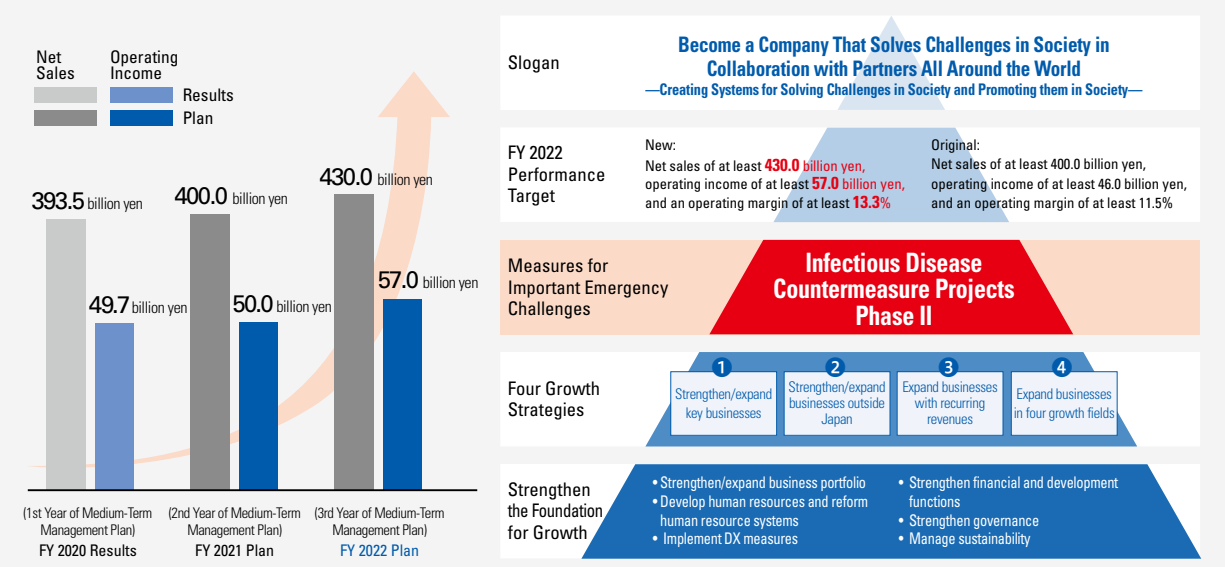 Net
Sales
Operating
Income
Results
Plan
393.5 billion yen
49.7 billion yen
400.0 billion yen
50.0 billion yen
430.0 billion yen
57.0 billion yen
(1st Year of Medium-Term
Management Plan)
FY 2020 Results
(2nd Year of Medium-Term
Management Plan)
FY 2021 Plan
(3rd Year of Medium-Term
Management Plan)
FY 2022 Plan
Slogan
Become a Company That Solves Challenges in Society in
Collaboration with Partners All Around the World
—Creating Systems for Solving Challenges in Society and Promoting them in Society—
FY 2022
Performance
Target
New:
Net sales of at least 430.0 billion yen,
operating income of at least 57.0 billion yen,
and an operating margin of at least 13.3%
Original:
Net sales of at least 400.0 billion yen,
operating income of at least 46.0 billion yen,
and an operating margin of at least 11.5%
Measures for
Important Emergency
Challenges
Infectious Disease
Countermeasure Projects
Phase II
Four Growth
Strategies
1
Strengthen/expand
key businesses
2
Strengthen/expand
businesses outside
Japan
3
Expand businesses
with recurring
revenues
4
Expand businesses
in four growth fields
Strengthen
the Foundation
for Growth
• Strengthen/expand business portfolio
• Develop human resources and reform
human resource systems
• Implement DX measures
• Strengthen financial and development
functions
• Strengthen governance
• Manage sustainability